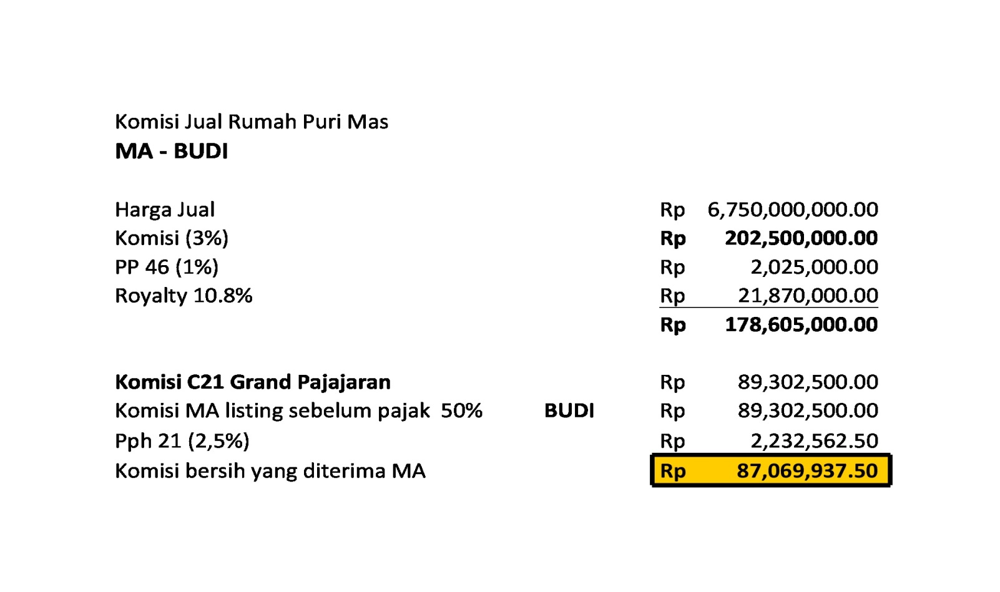 Komisi Jual Rumah Puri Mas
MA - BUDI
Harga Jual Rp 6,750,000,000.00
Komisi (3%) Rp 202,500,000.00
PP 46 (1%) Rp 2,025,000.00
Royalty 10.8% Rp 21,870,000.00
Rp 178,605,000.00
Komisi C21 Grand Pajajaran Rp 89,302,500.00
Komisi MA listing sebelum pajak 50% BUDI Rp 89,302,500.00
Pph 21 (2,5%) Rp 2,232,562.50
Komisi bersih yang diterima MA Rp 87,069,937.50